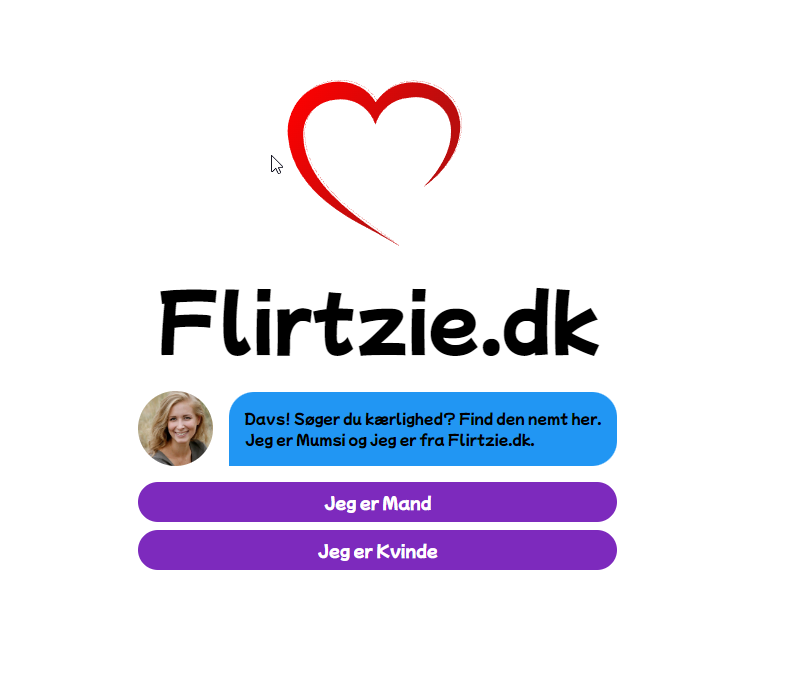 Flirtzie.dk
Davs! Søger du kærlighed? Find den nemt her.
Jeg er Mumsi og jeg er fra Flirtzie.dk.
Jeg er Mand
Jeg er Kvinde